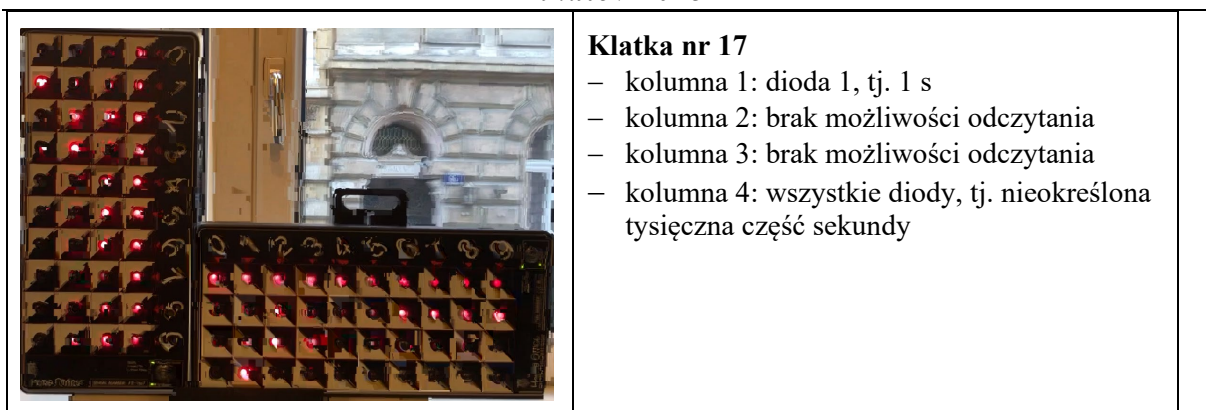 Klatka nr 17
– kolumna 1: dioda 1, tj. 1 s
– kolumna 2: brak możliwości odczytania
– kolumna 3: brak możliwości odczytania
– kolumna 4: wszystkie diody, tj. nieokreślona
tysięczna część sekundy